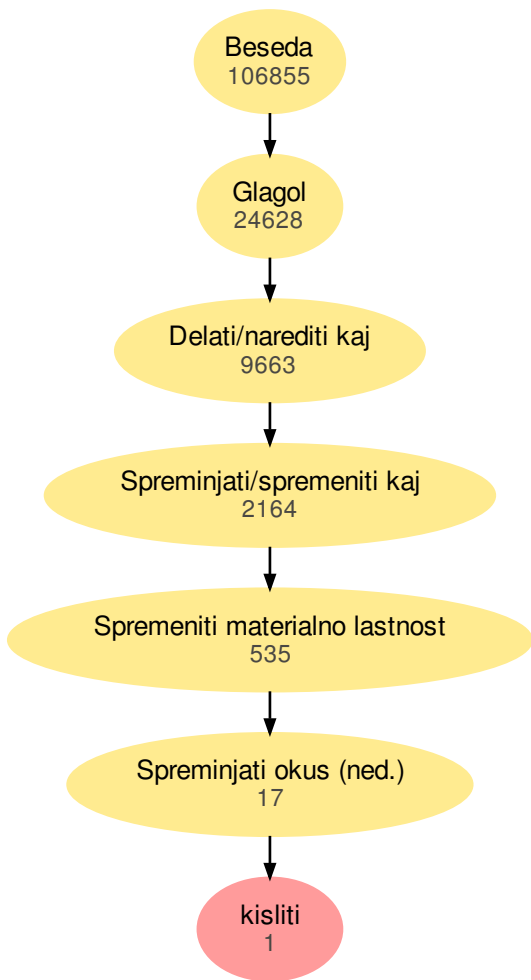 Beseda
106855
Glagol
24628
Delati/narediti kaj
9663
Spreminjati/spremeniti kaj
2164
Spremeniti materialno lastnost
535
Spreminjati okus (ned.)
17
kisliti
1